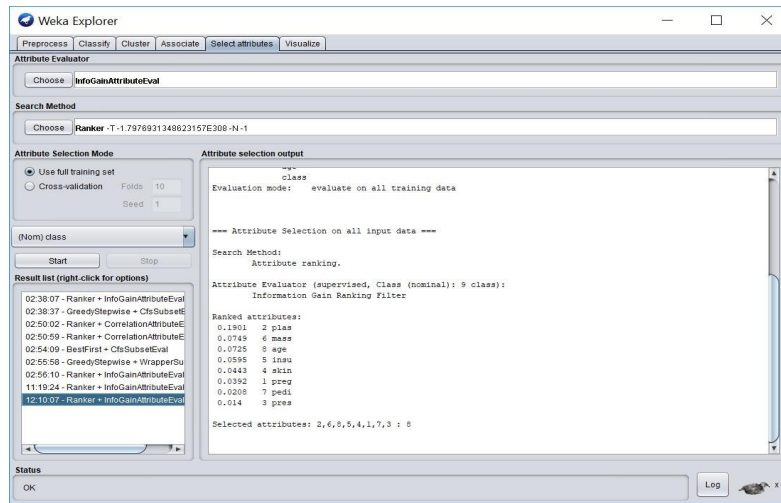 Weka Explorer
Preprocess Classify Cluster Associate Select attributes Visualize
Attribute Evaluator
Choose InfoGainAttributeEval
Search Method
Choose Ranker -T -1.7976931348623157E308 -N -1
Attribute Selection Mode
Use full training set
Cross-validation Folds 10
Seed 1
(Nom) class
Start Stop
Result list (right-click for options)
02:38:07 - Ranker + InfoGainAttributeEval
02:38:37 - GreedyStepwise + CfsSubsetE
02:50:02 - Ranker + CorrelationAttributeE
02:50:59 - Ranker + CorrelationAttributeE
02:54:09 - BestFirst + CfsSubsetEval
02:55:58 - GreedyStepwise + WrapperSu
02:56:10 - Ranker + InfoGainAttributeEval
11:19:24 - Ranker + InfoGainAttributeEval
12:10:07 - Ranker + InfoGainAttributeEval
Attribute selection output
class
Evaluation mode: evaluate on all training data
=== Attribute Selection on all input data ===
Search Method:
Attribute ranking.
Attribute Evaluator (supervised, Class (nominal): 9 class):
Information Gain Ranking Filter
Ranked attributes:
0.1901 2 plas
0.0749 6 mass
0.0725 8 age
0.0595 5 insu
0.0443 4 skin
0.0392 1 preg
0.0208 7 pedi
0.014 3 pres
Selected attributes: 2,6,8,5,4,1,7,3 : 8
Status
OK
Log
x